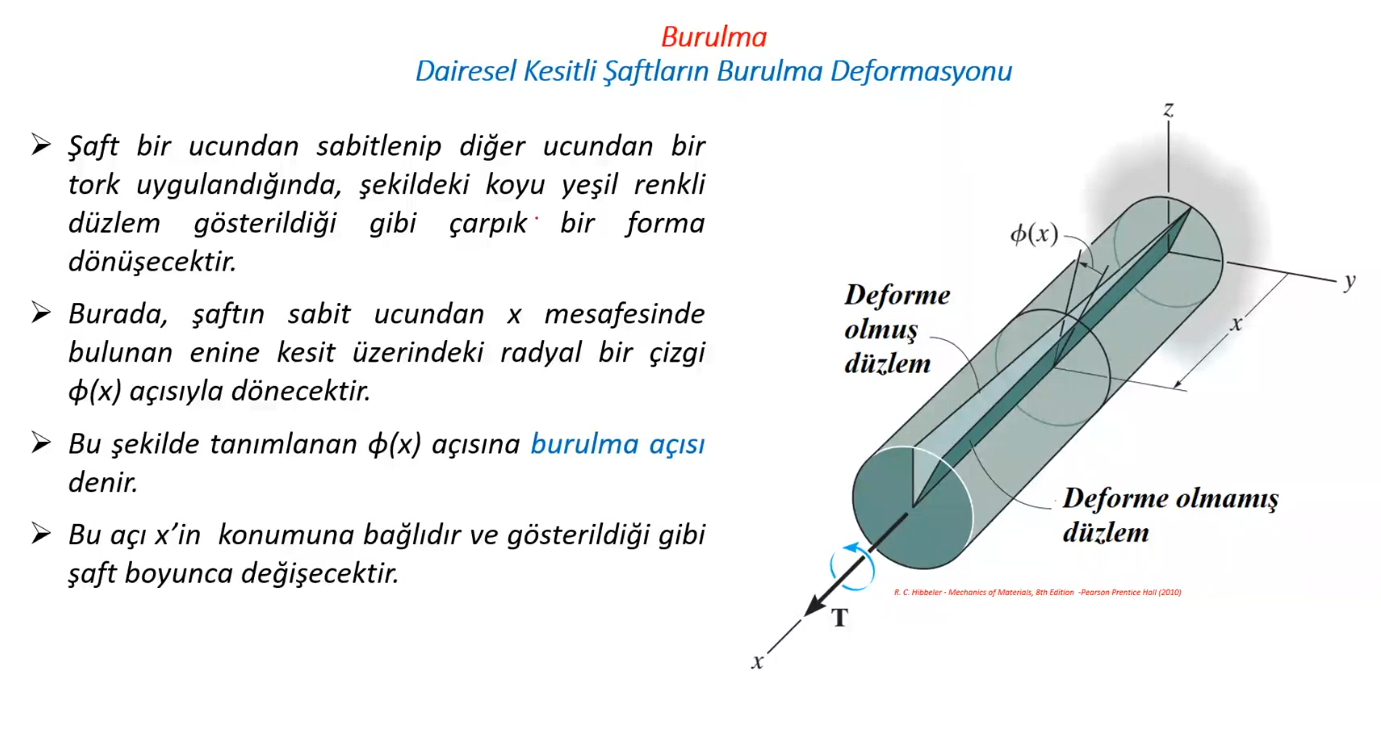 Burulma
Dairesel Kesitli Şaftların Burulma Deformasyonu
➢ Şaft bir ucundan sabitlenip diğer ucundan bir
tork uygulandığında, şekildeki koyu yeşil renkli
düzlem gösterildiği gibi çarpık bir forma
dönüşecektir.
➢ Burada, şaftın sabit ucundan x mesafesinde
bulunan enine kesit üzerindeki radyal bir çizgi
ϕ(x) açısıyla dönecektir.
➢ Bu şekilde tanımlanan ϕ(x) açısına burulma açısı
denir.
➢ Bu açı x’in konumuna bağlıdır ve gösterildiği gibi
şaft boyunca değişecektir.
z
ϕ(x)
y
x
Deforme
olmuş
düzlem
Deforme olmamış
düzlem
R. C. Hibbeler - Mechanics of Materials, 8th Edition -Pearson Prentice Hall (2010)
T
x